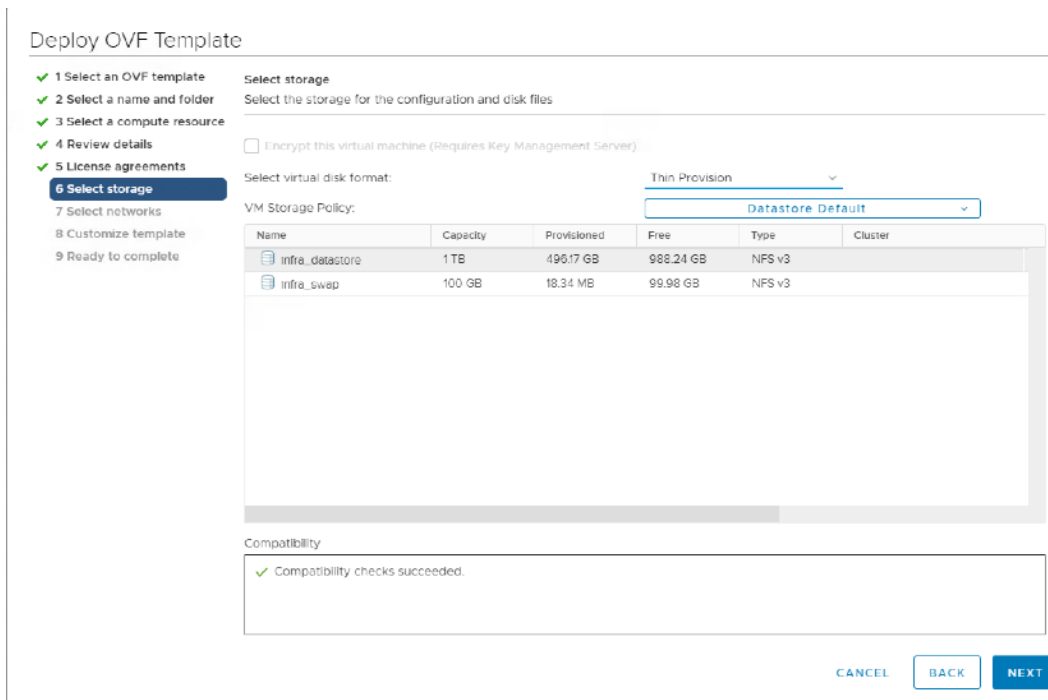 Deploy OVF Template
1 Select an OVF template
2 Select a name and folder
3 Select a compute resource
4 Review details
5 License agreements
6 Select storage
7 Select networks
8 Customize template
9 Ready to complete
Select storage
Select the storage for the configuration and disk files
Encrypt this virtual machine (Requires Key Management Server)
Select virtual disk format: Thin Provision
VM Storage Policy: Datastore Default
Name Capacity Provisioned Free Type Cluster
infra_datastore 1 TB 496.17 GB 988.24 GB NFS v3
infra_swap 100 GB 18.34 MB 99.98 GB NFS v3
Compatibility
Compatibility checks succeeded.
CANCEL BACK NEXT